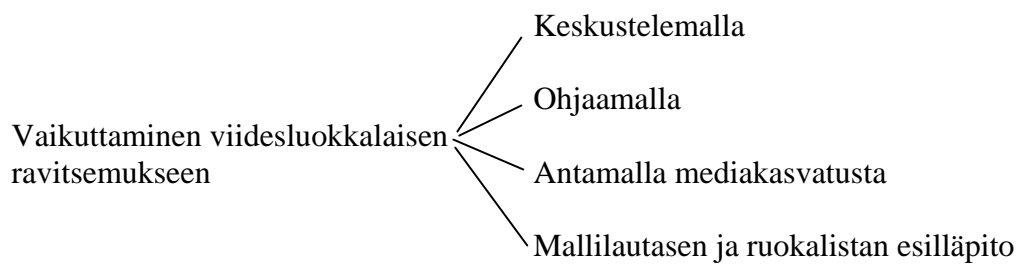 Keskustelemalla
Ohjaamalla
Vaikuttaminen viidesluokkalaisen
ravitsemukseen
Antamalla mediakasvatusta
Mallilautasen ja ruokalistan esilläpito